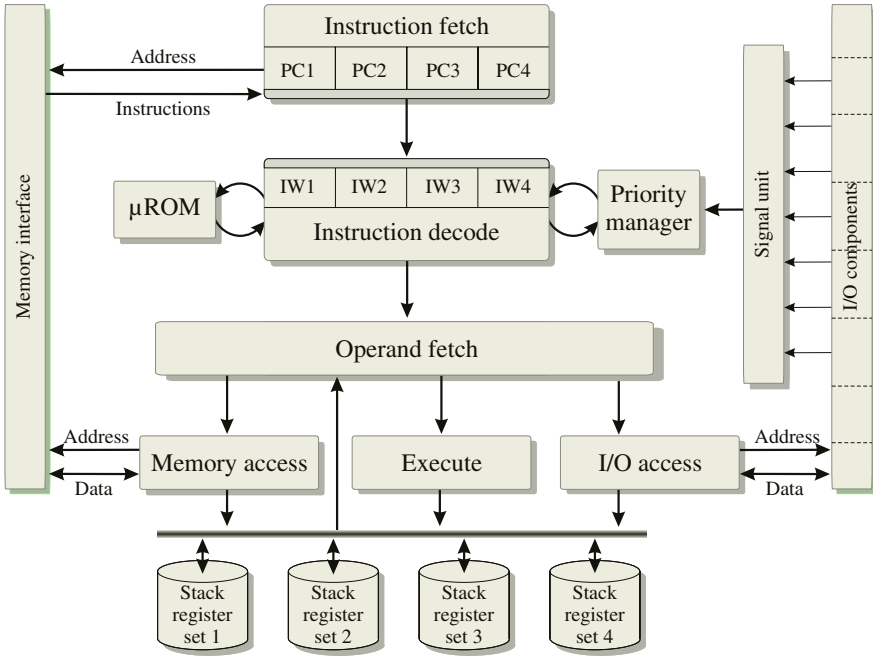 Instruction fetch
PC1 PC2 PC3 PC4
Address
Instructions
Memory interface
µROM
IW1 IW2 IW3 IW4
Instruction decode
Priority
manager
Signal unit
I/O components
Operand fetch
Address
Data
Memory access
Execute
I/O access
Address
Data
Stack
register
set 1
Stack
register
set 2
Stack
register
set 3
Stack
register
set 4